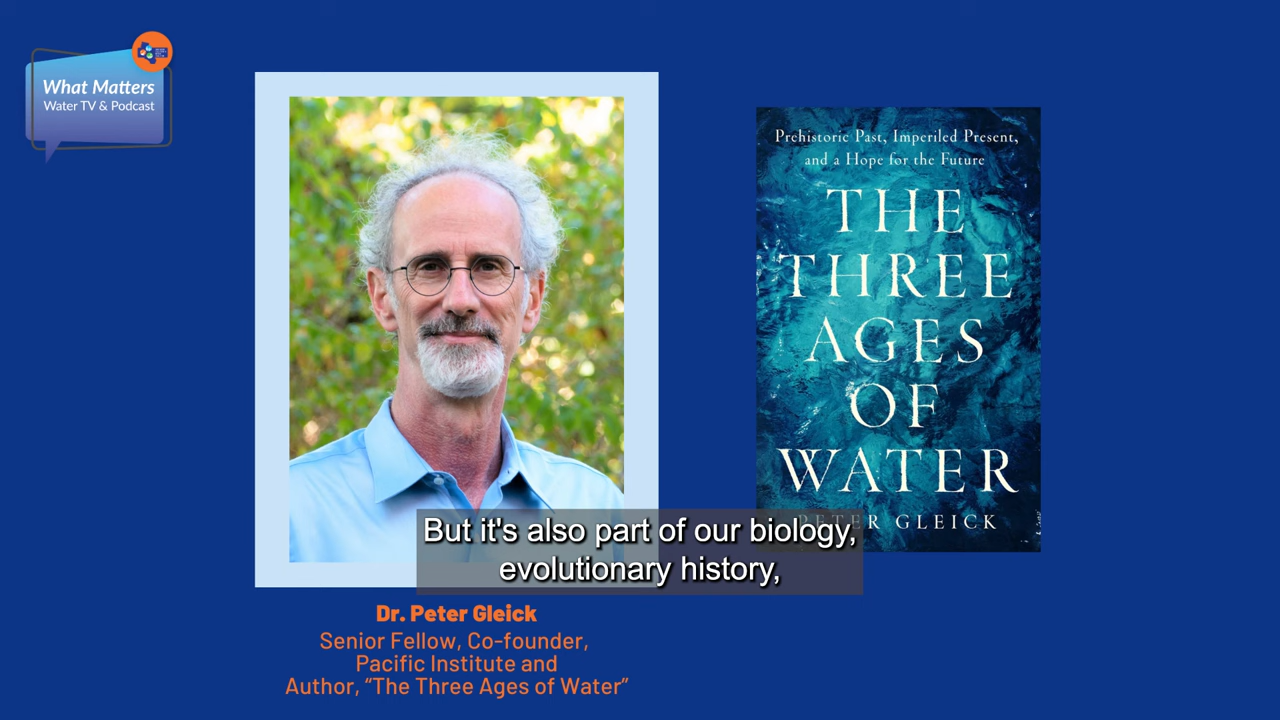 What Matters
Water TV & Podcast
Prehistoric Past, Imperiled Present,
and a Hope for the Future
THE
THREE
AGES
OF
WATER
PETER GLEICK
But it's also part of our biology,
evolutionary history,
Dr. Peter Gleick
Senior Fellow, Co-founder,
Pacific Institute and
Author, “The Three Ages of Water”